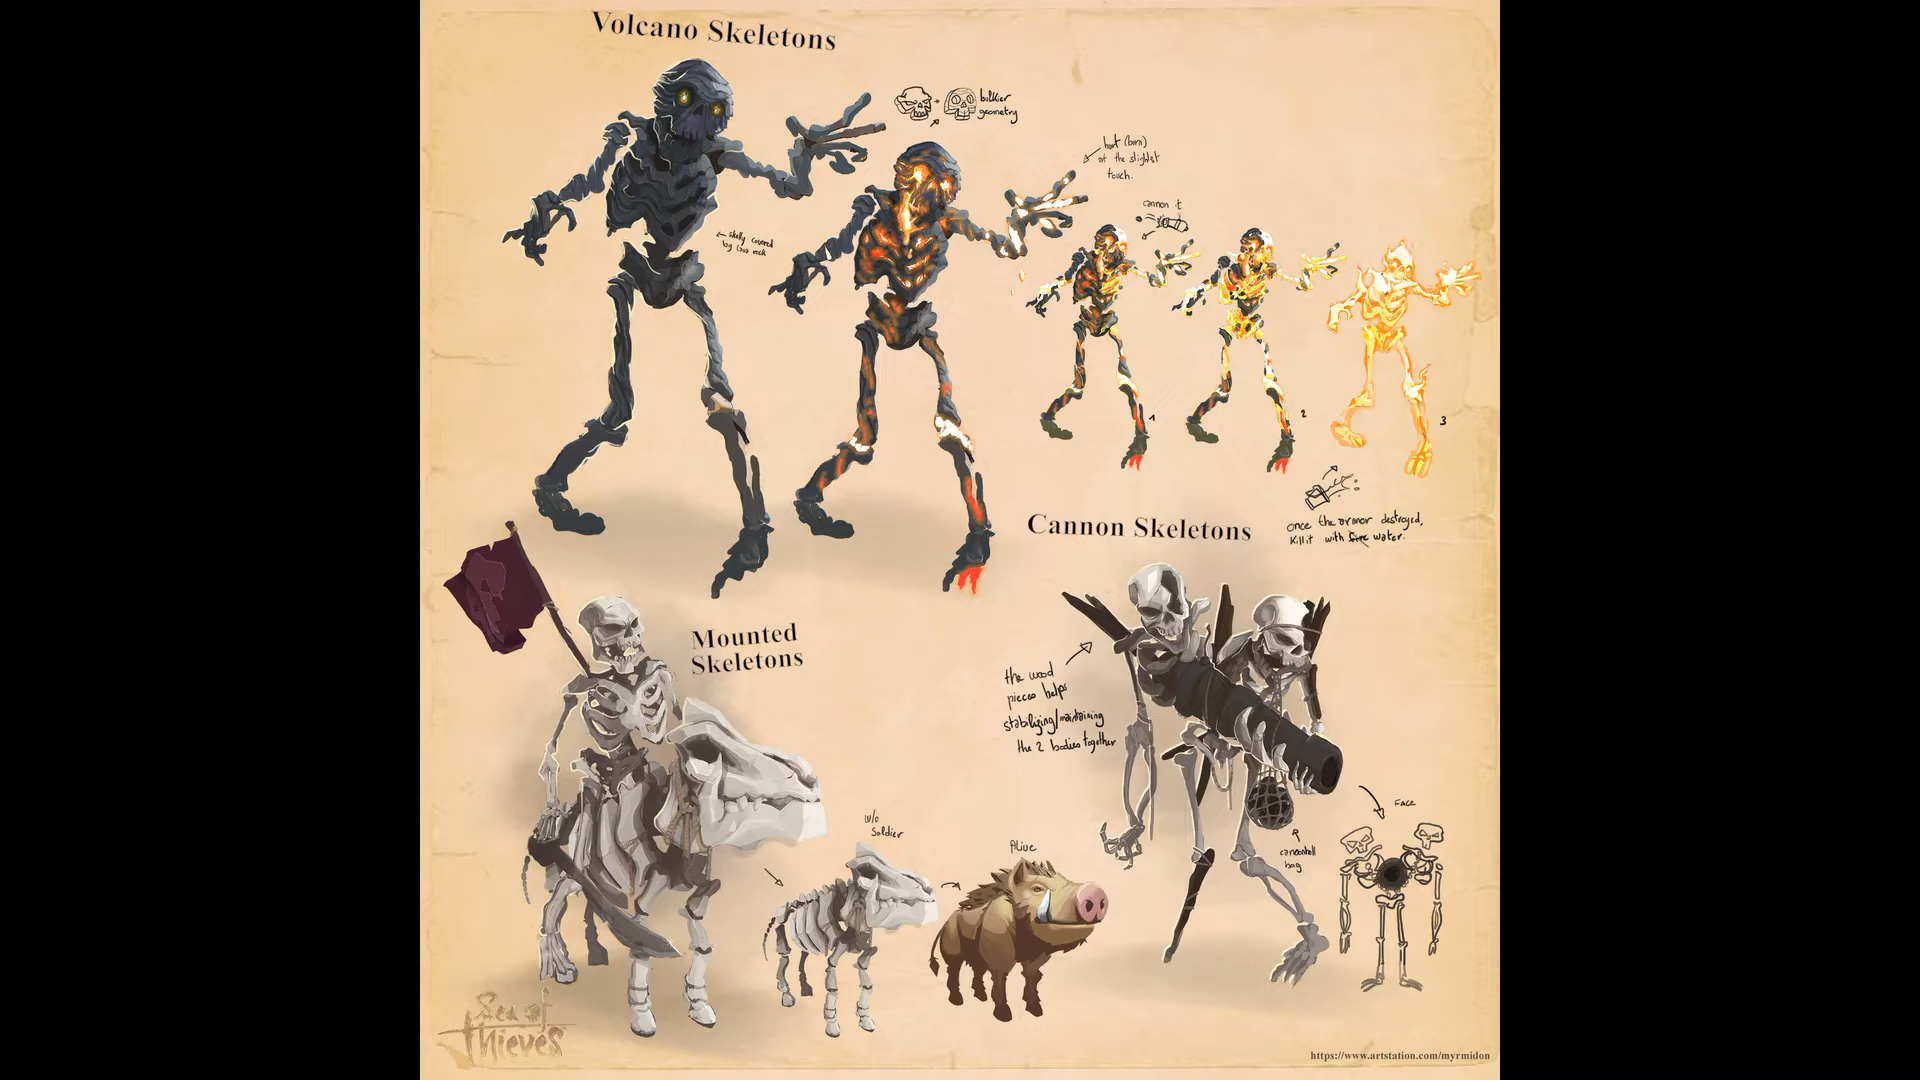 Volcano Skeletons
bulkier
geometry
hurt (burn)
at the slightest
touch.
cannon it
skelly covered
by lava rock
1
2
3
once the armor destroyed,
Kill it with fire water.
Cannon Skeletons
Mounted
Skeletons
the wood
pieces helps
stabilizing/maintaining
the 2 bodies together
FACE
cannonball
bag
w/o
Soldier
Alive
Sea of
Thieves
https://www.artstation.com/myrmidon